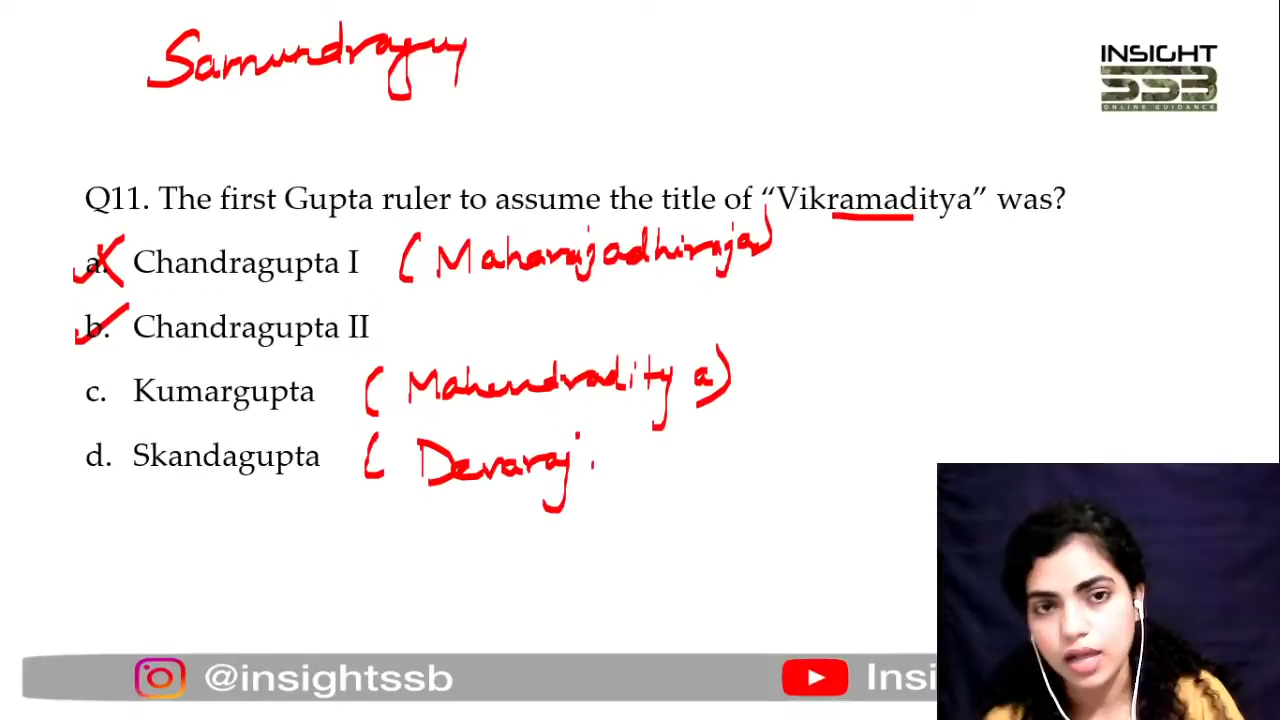 Samundragup
INSIGHT
SSB
ONLINE GUIDANCE
Q11. The first Gupta ruler to assume the title of “Vikramaditya” was?
a. Chandragupta I ( Maharajadhiraja)
b. Chandragupta II
c. Kumargupta ( Mahendraditya)
d. Skandagupta ( Devaraj
@insightssb
Insi